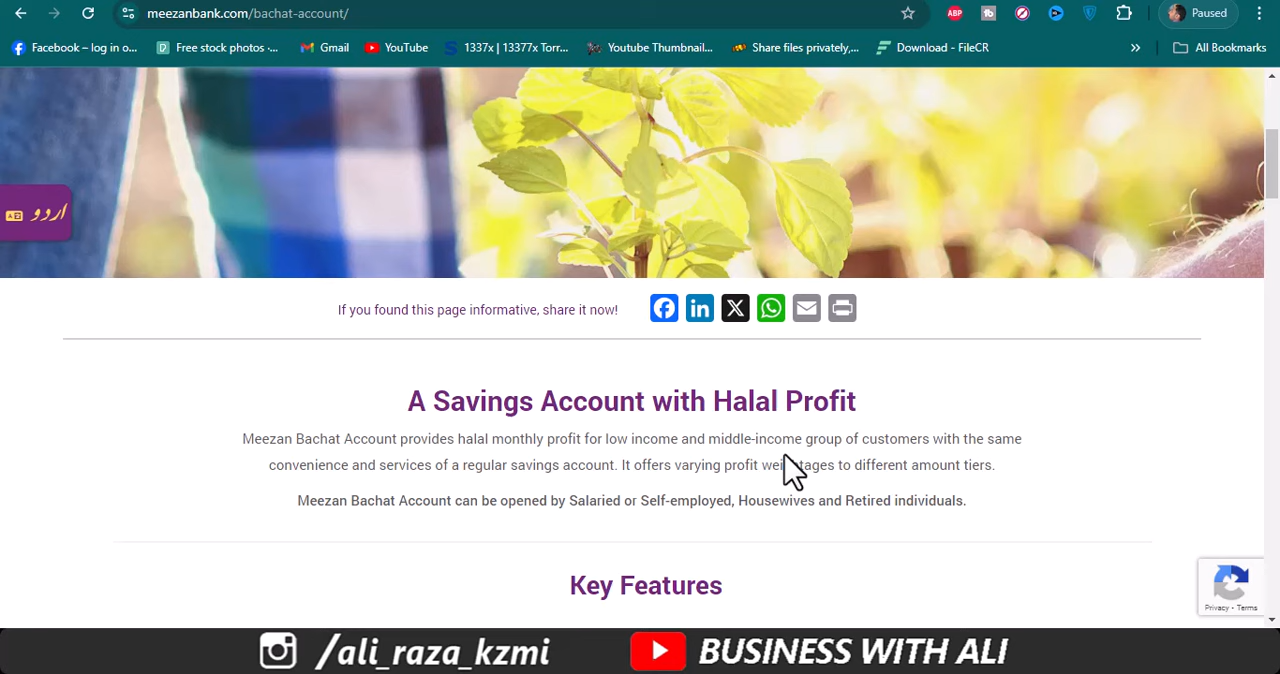 meezanbank.com/bachat-account/
ABP
Paused
Facebook – log in o...
Free stock photos -...
Gmail
YouTube
1337x | 13377x Torr...
Youtube Thumbnail...
Share files privately,...
Download - FileCR
»
All Bookmarks
اردو
If you found this page informative, share it now!
A Savings Account with Halal Profit
Meezan Bachat Account provides halal monthly profit for low income and middle-income group of customers with the same
convenience and services of a regular savings account. It offers varying profit weightages to different amount tiers.
Meezan Bachat Account can be opened by Salaried or Self-employed, Housewives and Retired individuals.
Key Features
Privacy - Terms
/ali_raza_kzmi
BUSINESS WITH ALI